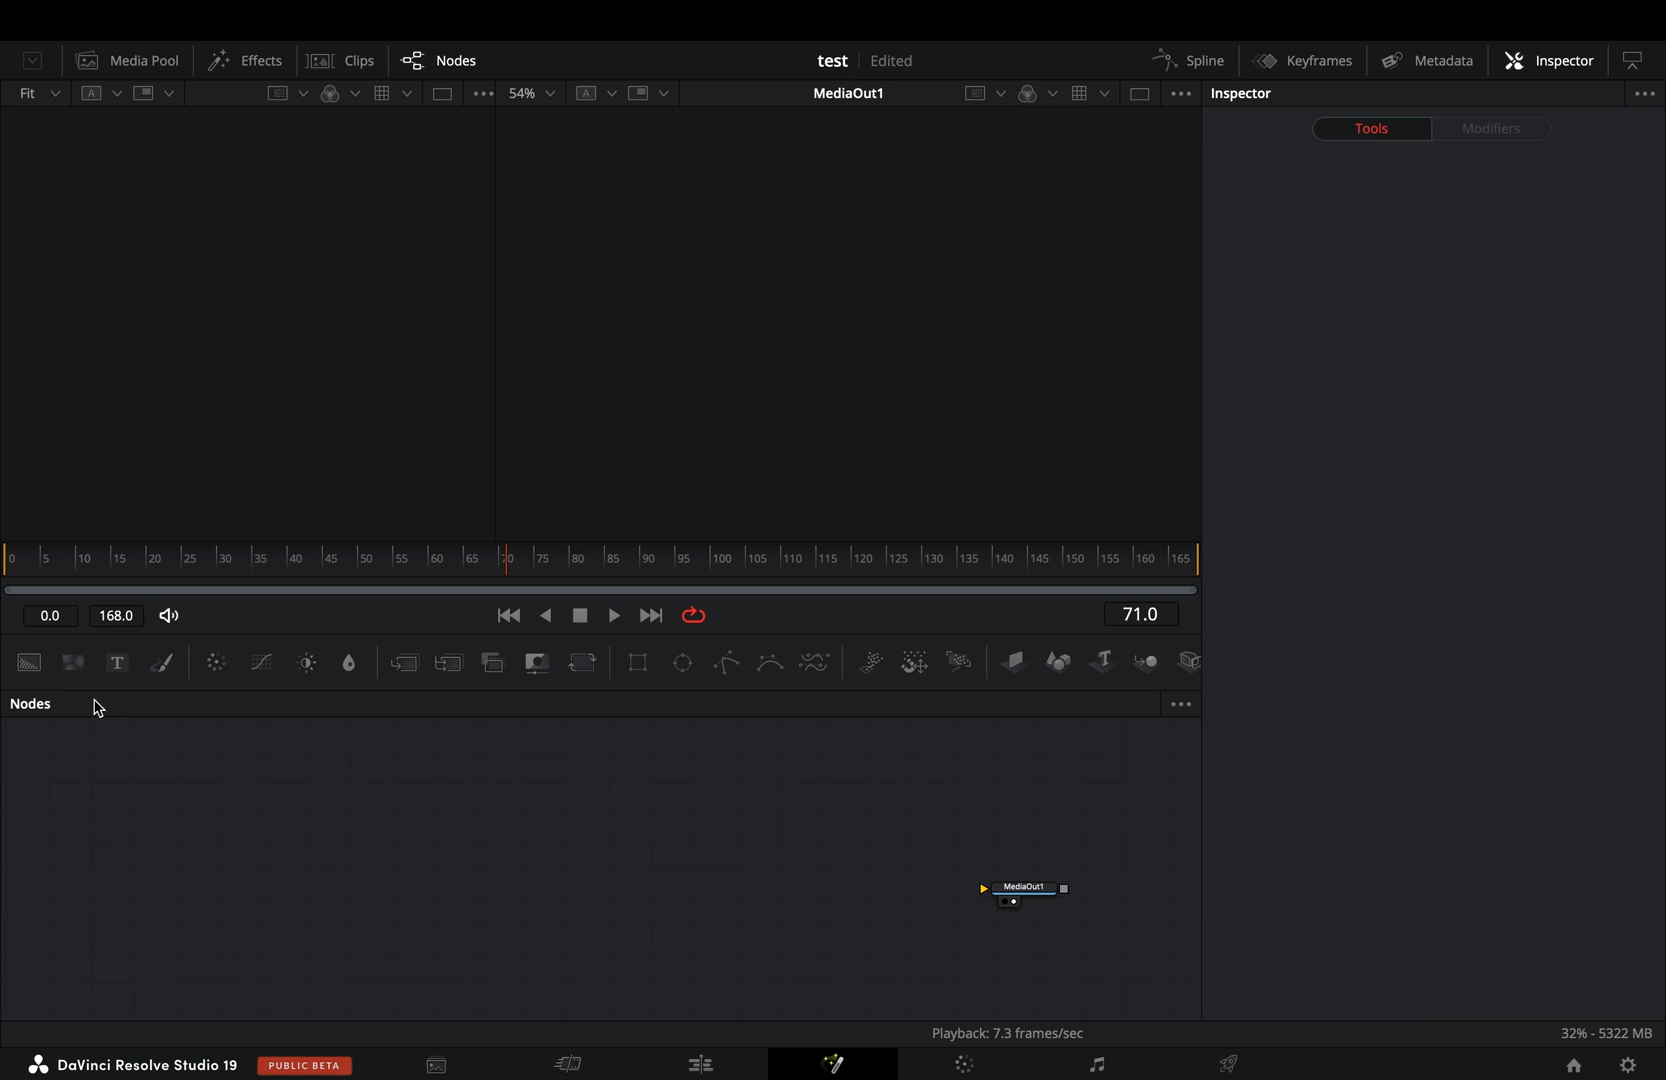 Media Pool Effects Clips Nodes test Edited Spline Keyframes Metadata Inspector
Fit A 54% A MediaOut1 Inspector
Tools Modifiers
0 5 10 15 20 25 30 35 40 45 50 55 60 65 70 75 80 85 90 95 100 105 110 115 120 125 130 135 140 145 150 155 160 165
0.0 168.0 71.0
T T
Nodes
MediaOut1
Playback: 7.3 frames/sec 32% - 5322 MB
DaVinci Resolve Studio 19 PUBLIC BETA